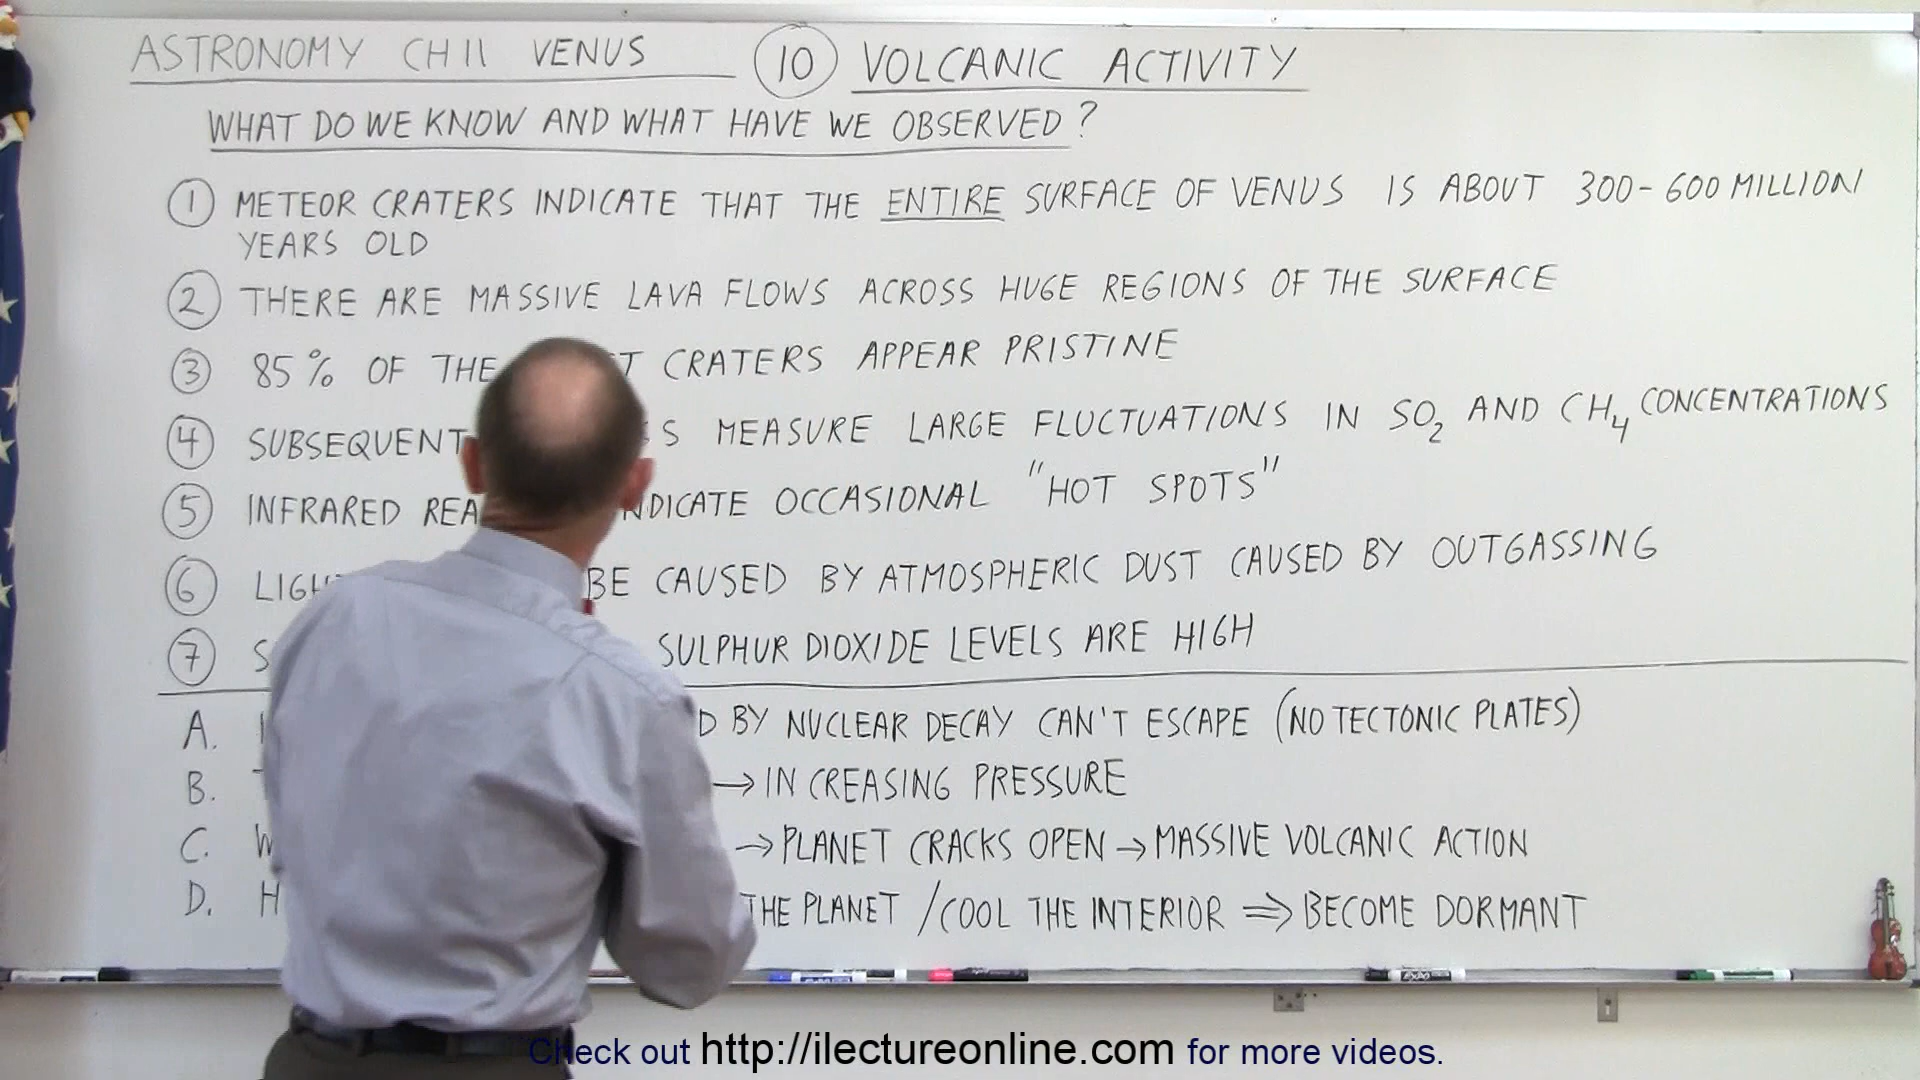 ASTRONOMY CH 11 VENUS 10 VOLCANIC ACTIVITY
WHAT DO WE KNOW AND WHAT HAVE WE OBSERVED?
1 METEOR CRATERS INDICATE THAT THE ENTIRE SURFACE OF VENUS IS ABOUT 300-600 MILLION
YEARS OLD
2 THERE ARE MASSIVE LAVA FLOWS ACROSS HUGE REGIONS OF THE SURFACE
3 85% OF THE CRATERS APPEAR PRISTINE
4 SUBSEQUENT MEASURE LARGE FLUCTUATIONS IN SO2 AND CH4 CONCENTRATIONS
5 INFRARED OCCASIONAL "HOT SPOTS"
6 BE CAUSED BY ATMOSPHERIC DUST CAUSED BY OUTGASSING
7 SULPHUR DIOXIDE LEVELS ARE HIGH
A. BY NUCLEAR DECAY CAN'T ESCAPE (NO TECTONIC PLATES)
B. → INCREASING PRESSURE
C. → PLANET CRACKS OPEN → MASSIVE VOLCANIC ACTION
D. THE PLANET / COOL THE INTERIOR ⇒ BECOME DORMANT
EXPO
Check out http://ilectureonline.com for more videos.